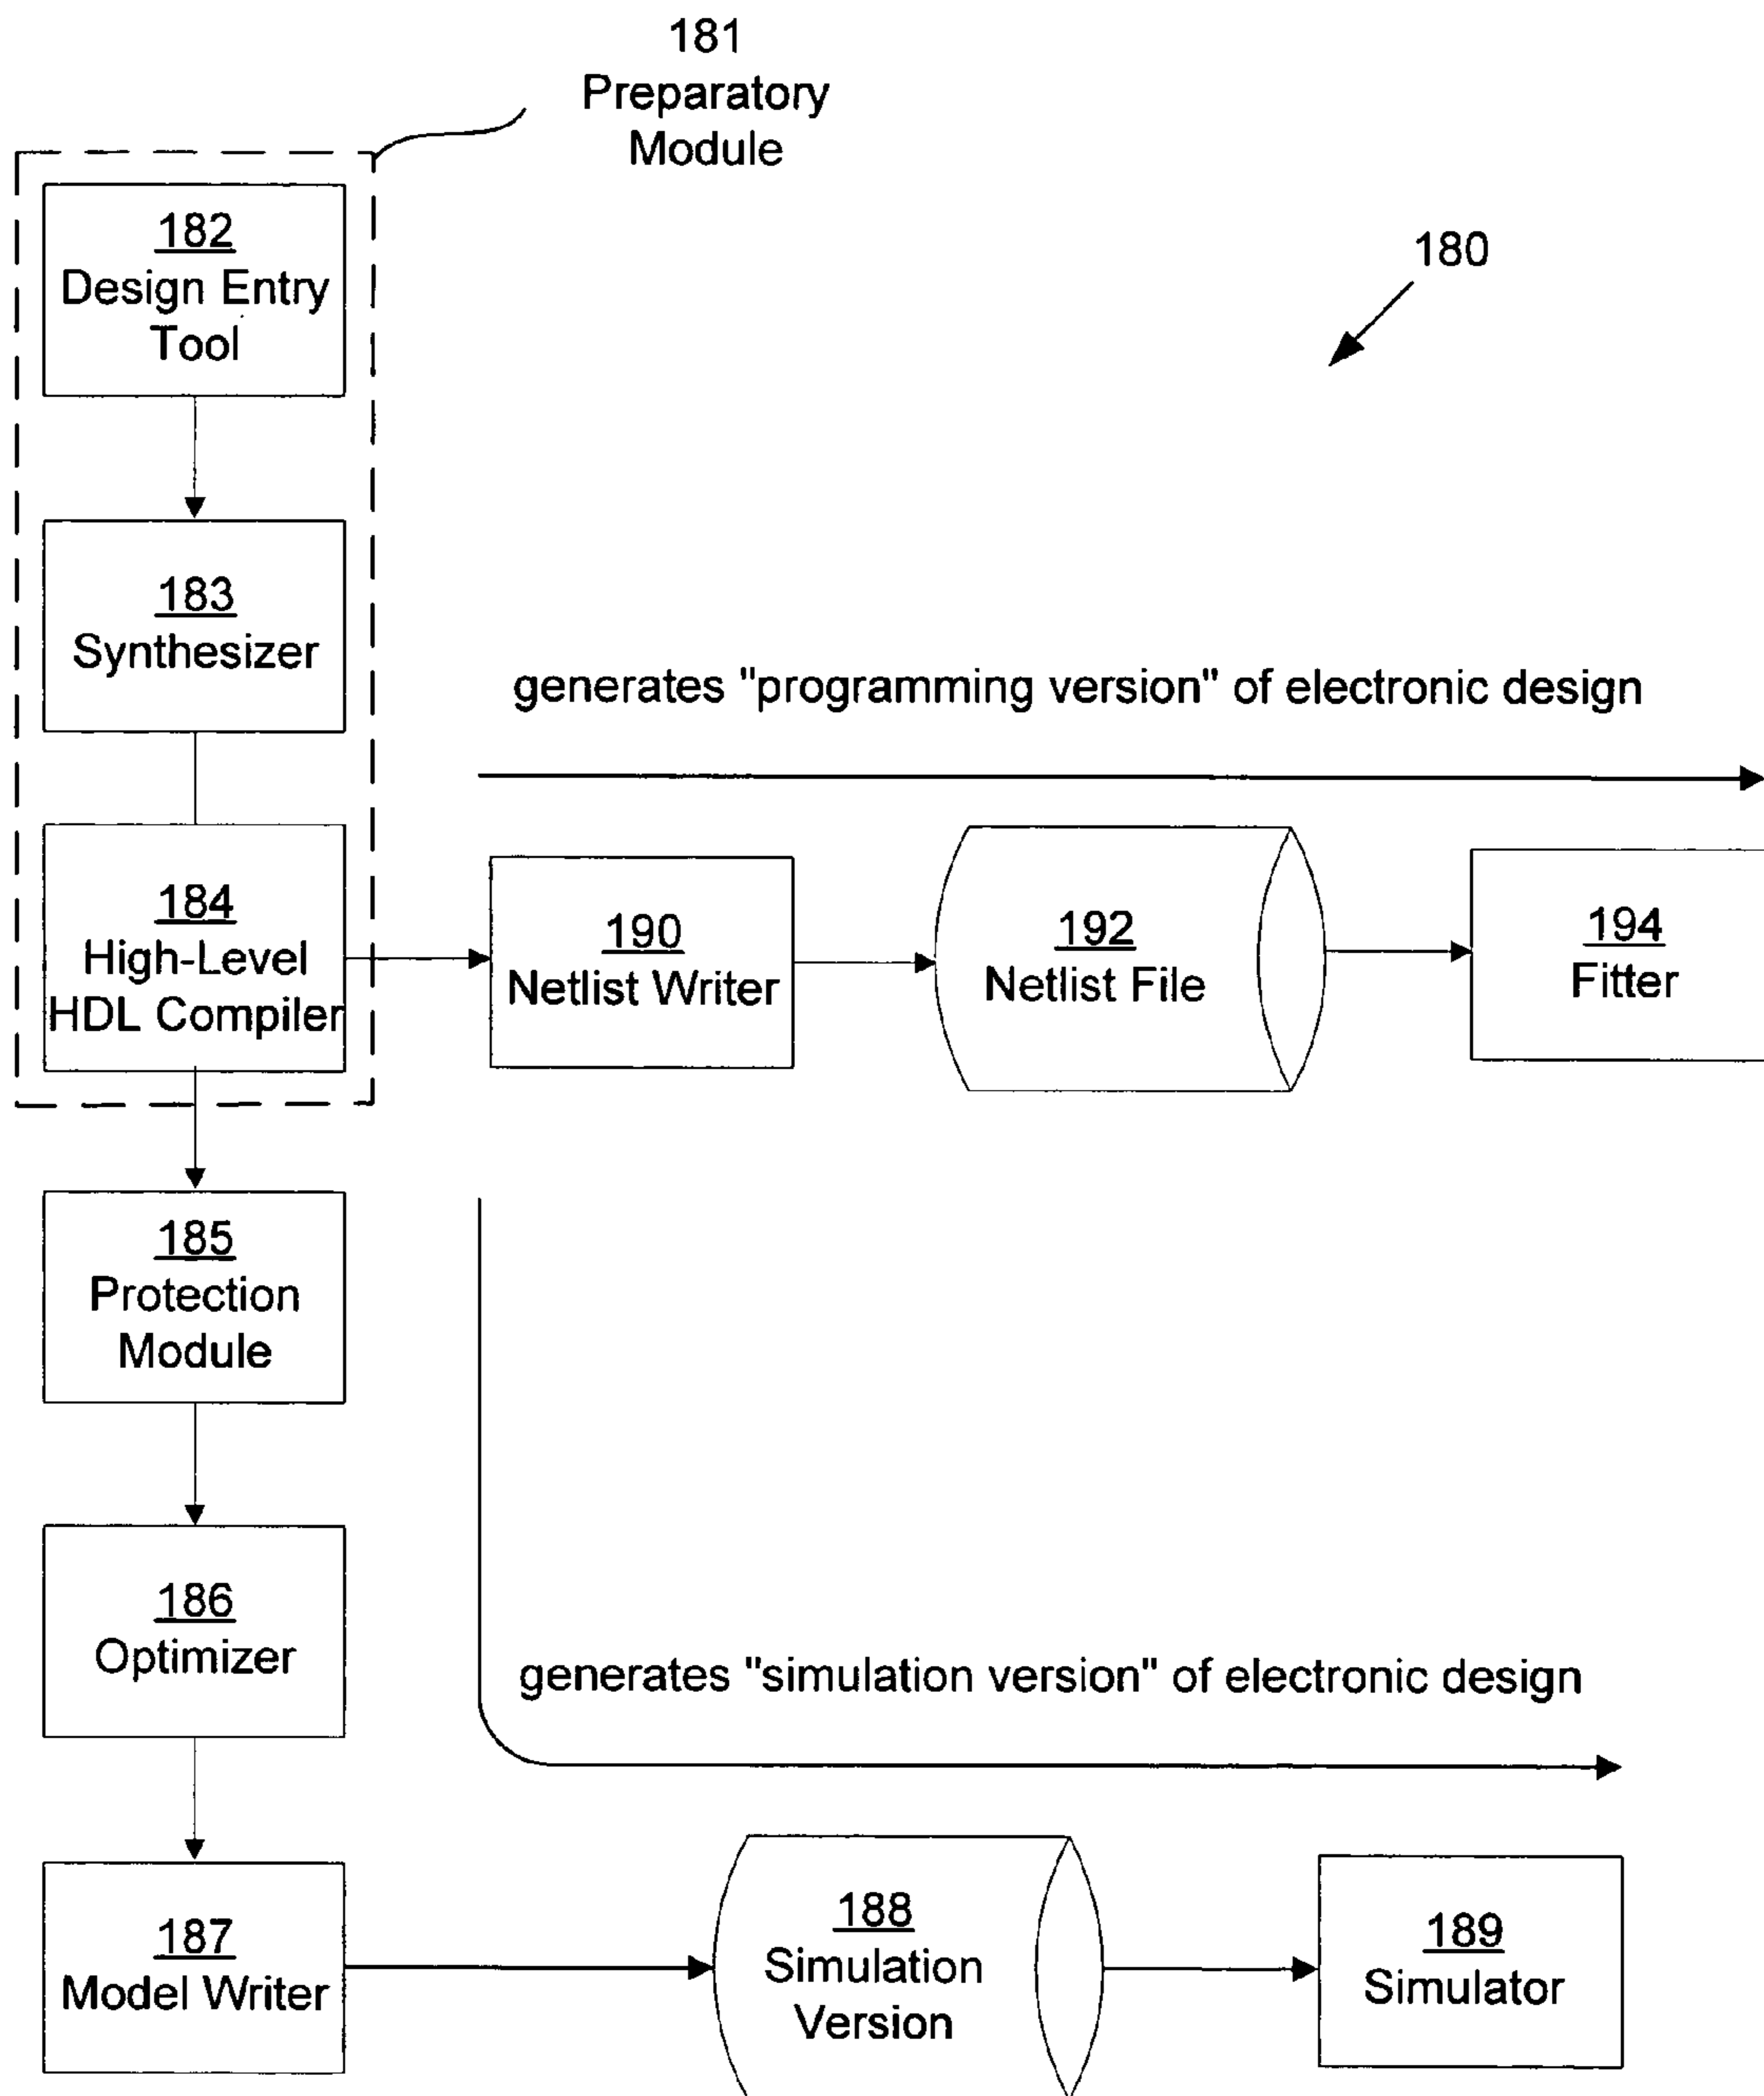 181
Preparatory
Module
180
182
Design Entry
Tool
183
Synthesizer
generates "programming version" of electronic design
184
High-Level
HDL Compiler
190
Netlist Writer
192
Netlist File
194
Fitter
185
Protection
Module
186
Optimizer
generates "simulation version" of electronic design
187
Model Writer
188
Simulation
Version
189
Simulator